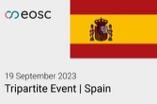 eosc
19 September 2023
Tripartite Event | Spain